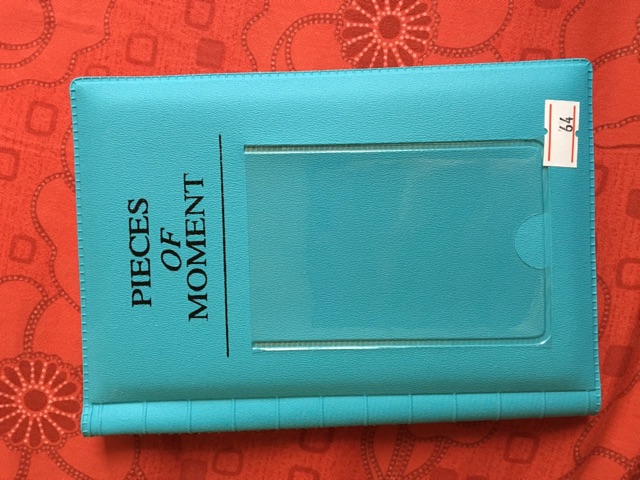 PIECES
OF
MOMENT
64